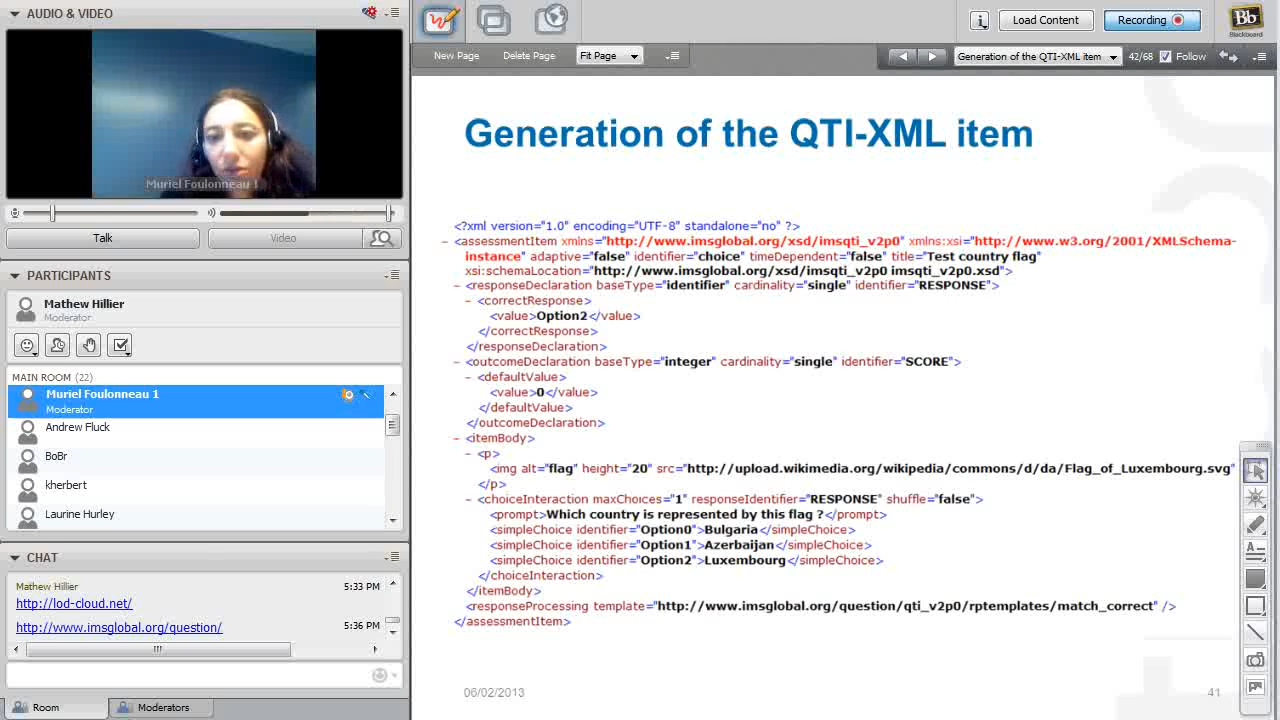 AUDIO & VIDEO
Muriel Foulonneau 1
Talk
Video
PARTICIPANTS
Mathew Hillier
Moderator
MAIN ROOM (22)
Muriel Foulonneau 1
Moderator
Andrew Fluck
BoBr
kherbert
Laurine Hurley
CHAT
Mathew Hillier 5:33 PM
http://lod-cloud.net/
http://www.imsglobal.org/question/ 5:36 PM
Room
Moderators
Load Content
Recording
Bb
Blackboard
New Page
Delete Page
Fit Page
Generation of the QTI-XML item
42/68
Follow
Generation of the QTI-XML item
<?xml version="1.0" encoding="UTF-8" standalone="no" ?>
- <assessmentItem xmlns="http://www.imsglobal.org/xsd/imsqti_v2p0" xmlns:xsi="http://www.w3.org/2001/XMLSchema-
instance" adaptive="false" identifier="choice" timeDependent="false" title="Test country flag"
xsi:schemaLocation="http://www.imsglobal.org/xsd/imsqti_v2p0 imsqti_v2p0.xsd">
- <responseDeclaration baseType="identifier" cardinality="single" identifier="RESPONSE">
- <correctResponse>
<value>Option2</value>
</correctResponse>
</responseDeclaration>
- <outcomeDeclaration baseType="integer" cardinality="single" identifier="SCORE">
- <defaultValue>
<value>0</value>
</defaultValue>
</outcomeDeclaration>
- <itemBody>
- <p>
<img alt="flag" height="20" src="http://upload.wikimedia.org/wikipedia/commons/d/da/Flag_of_Luxembourg.svg"
</p>
- <choiceInteraction maxChoices="1" responseIdentifier="RESPONSE" shuffle="false">
<prompt>Which country is represented by this flag ?</prompt>
<simpleChoice identifier="Option0">Bulgaria</simpleChoice>
<simpleChoice identifier="Option1">Azerbaijan</simpleChoice>
<simpleChoice identifier="Option2">Luxembourg</simpleChoice>
</choiceInteraction>
</itemBody>
<responseProcessing template="http://www.imsglobal.org/question/qti_v2p0/rptemplates/match_correct" />
</assessmentItem>
06/02/2013
41